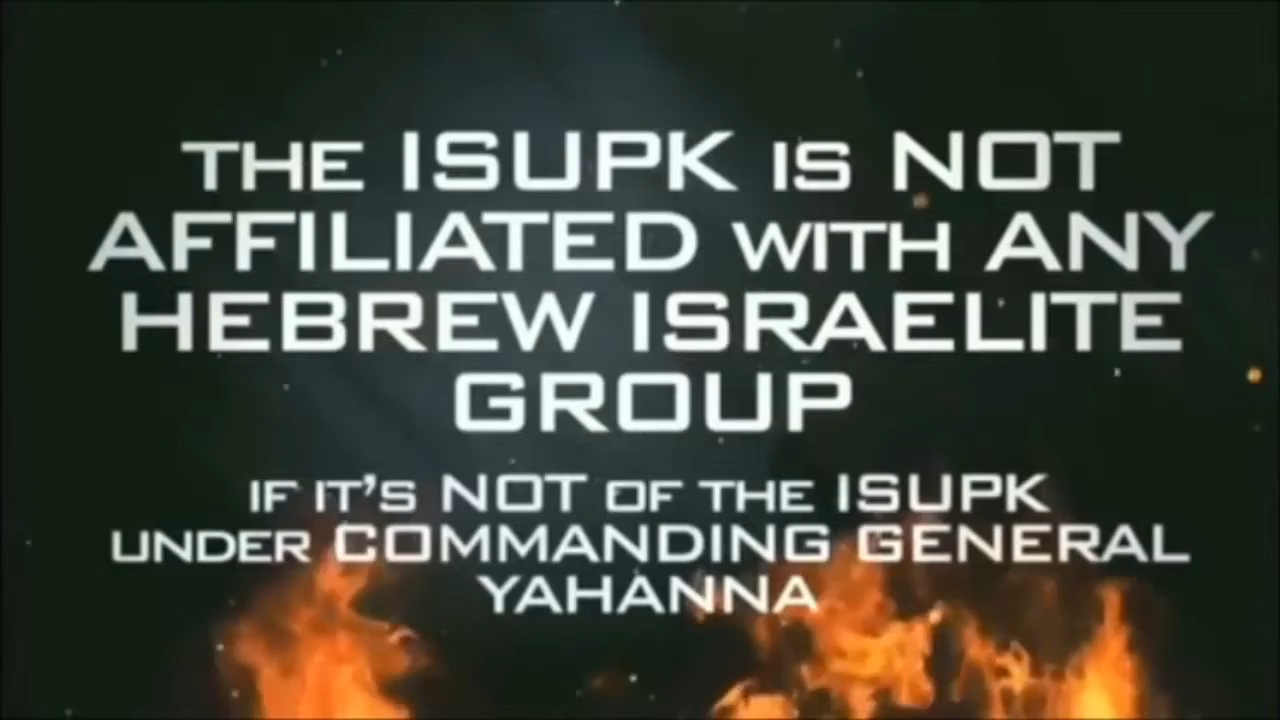 THE ISUPK IS NOT
AFFILIATED WITH ANY
HEBREW ISRAELITE
GROUP
IF IT'S NOT OF THE ISUPK
UNDER COMMANDING GENERAL
YAHANNA